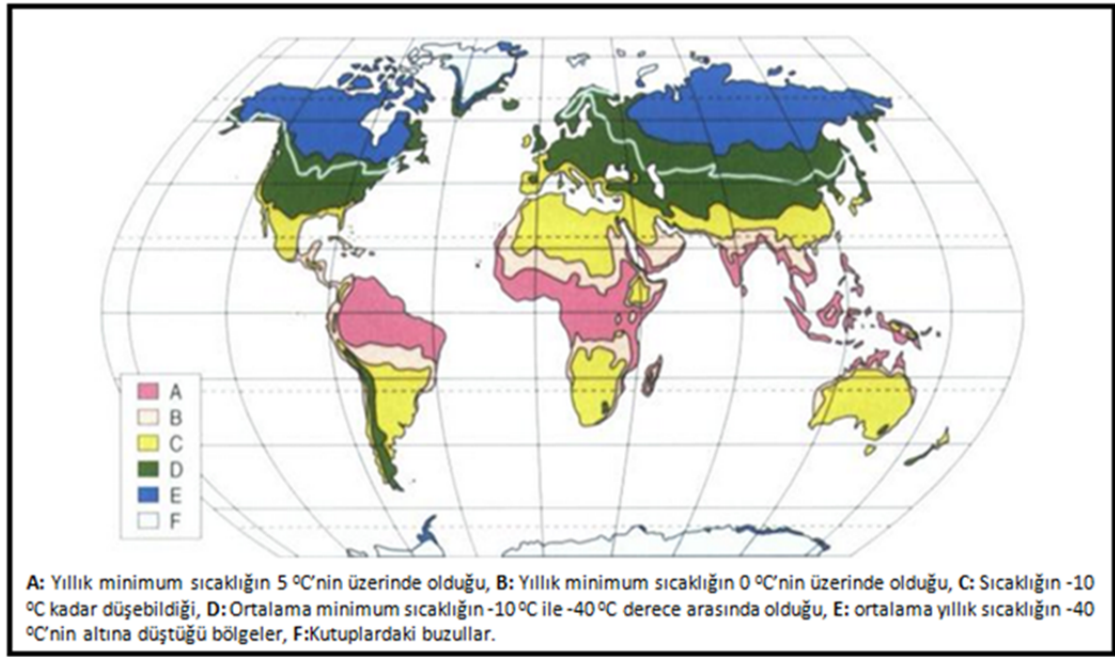 A
B
C
D
E
F
A: Yıllık minimum sıcaklığın 5 ⁰C’nin üzerinde olduğu, B: Yıllık minimum sıcaklığın 0 ⁰C’nin üzerinde olduğu, C: Sıcaklığın -10
⁰C kadar düşebildiği, D: Ortalama minimum sıcaklığın -10 ⁰C ile -40 ⁰C derece arasında olduğu, E: ortalama yıllık sıcaklığın -40
⁰C’nin altına düştüğü bölgeler, F:Kutuplardaki buzullar.